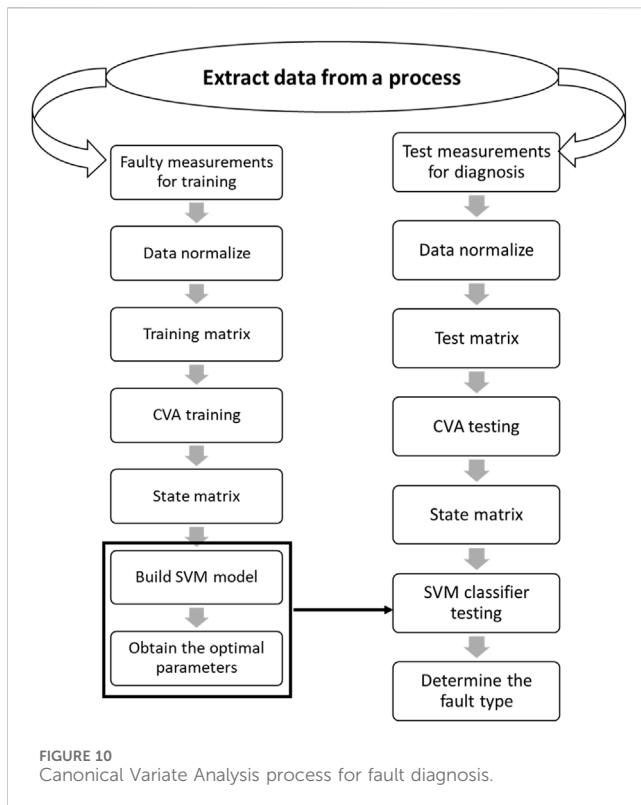 Extract data from a process
Faulty measurements
for training
Data normalize
Training matrix
CVA training
State matrix
Build SVM model
Obtain the optimal
parameters
Test measurements
for diagnosis
Data normalize
Test matrix
CVA testing
State matrix
SVM classifier
testing
Determine the
fault type
FIGURE 10
Canonical Variate Analysis process for fault diagnosis.